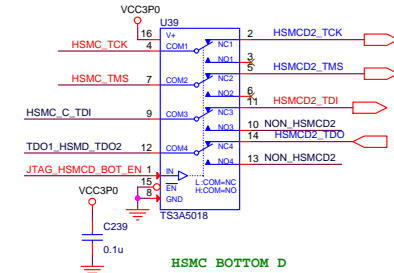 VCC3P0
U39
16
V+
HSMC_TCK
4
COM1
NC1
2
HSMCD2_TCK
NO1
3
HSMC_TMS
7
COM2
NC2
5
HSMCD2_TMS
NO2
6
HSMC_C_TDI
9
COM3
NC3
11
HSMCD2_TDI
NO3
10
NON_HSMCD2
TDO1_HSMD_TDO2
12
COM4
NC4
14
HSMCD2_TDO
NO4
13
NON_HSMCD2
JTAG_HSMCD_BOT_EN
1
IN
15
EN
L:COM=NC
H:COM=NO
8
GND
TS3A5018
VCC3P0
C239
0.1u
HSMC BOTTOM D